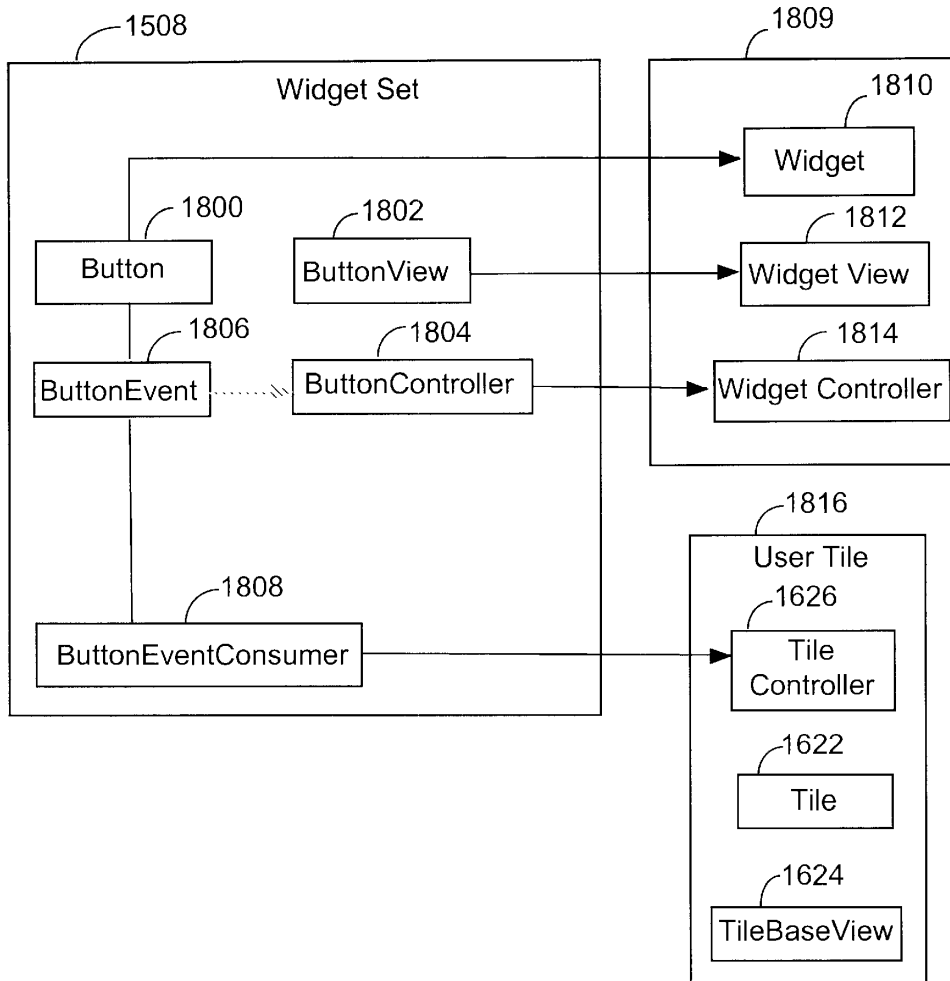 1508
Widget Set
1800
Button
1802
ButtonView
1806
ButtonEvent
1804
ButtonController
1808
ButtonEventConsumer
1809
1810
Widget
1812
Widget View
1814
Widget Controller
1816
User Tile
1626
Tile
Controller
1622
Tile
1624
TileBaseView